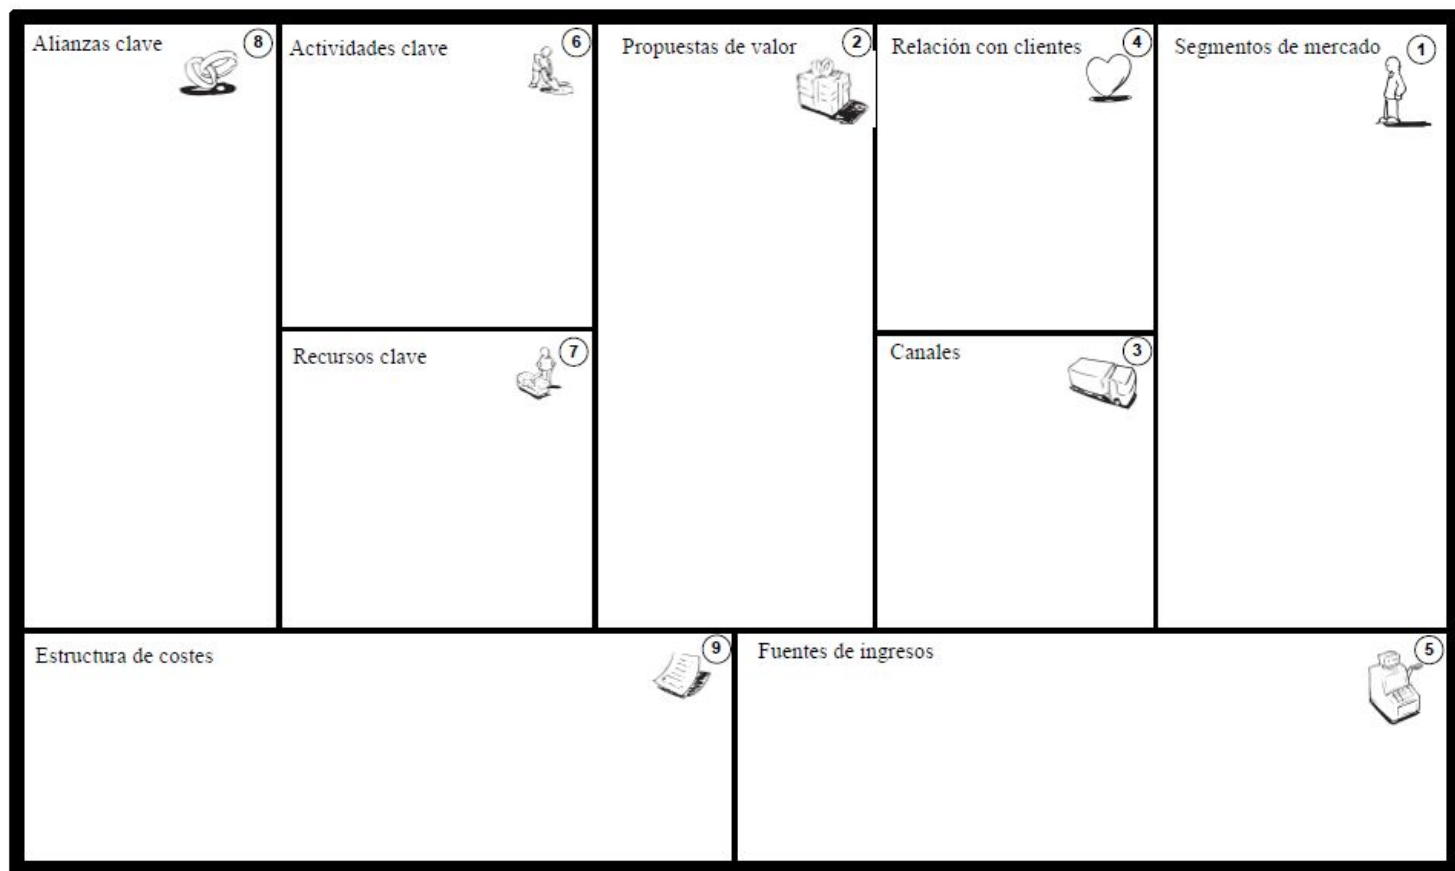 Alianzas clave
8
Actividades clave
6
Propuestas de valor
2
Relación con clientes
4
Segmentos de mercado
1
Recursos clave
7
Canales
3
Estructura de costes
9
Fuentes de ingresos
5